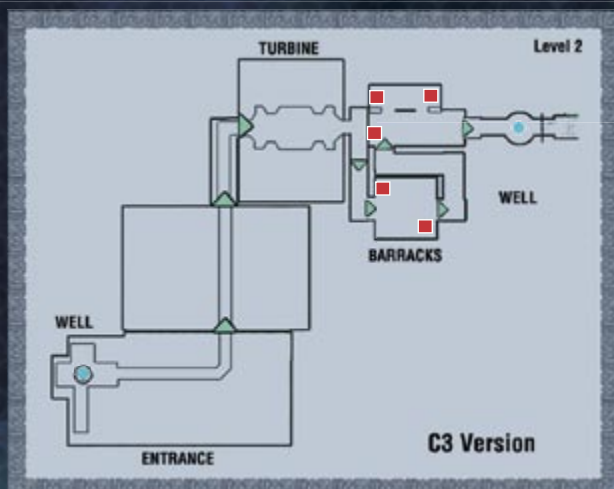 TURBINE
Level 2
WELL
BARRACKS
WELL
ENTRANCE
C3 Version